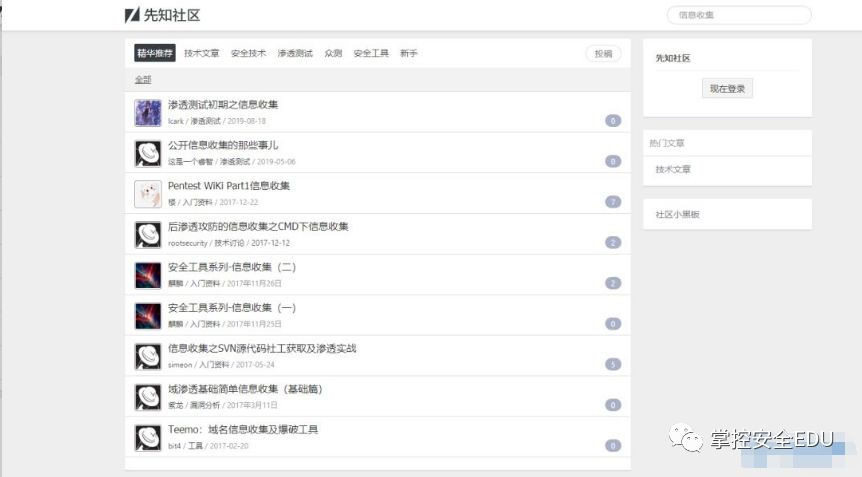 先知社区
信息收集
精华推荐 技术文章 安全技术 渗透测试 众测 安全工具 新手 投稿
全部
渗透测试初期之信息收集
lcark / 渗透测试 / 2019-08-18
0
公开信息收集的那些事儿
这是一个睿智 / 渗透测试 / 2019-05-06
0
Pentest WiKi Part1信息收集
楼 / 入门资料 / 2017-12-22
7
后渗透攻防的信息收集之CMD下信息收集
rootsecurity / 技术讨论 / 2017-12-12
2
安全工具系列-信息收集（二）
麒麟 / 入门资料 / 2017年11月26日
2
安全工具系列-信息收集（一）
麒麟 / 入门资料 / 2017年11月25日
0
信息收集之SVN源代码社工获取及渗透实战
simeon / 入门资料 / 2017-05-24
5
域渗透基础简单信息收集（基础篇）
紫龙 / 漏洞分析 / 2017年3月11日
0
Teemo：域名信息收集及爆破工具
bit4 / 工具 / 2017-02-20
0
先知社区
现在登录
热门文章
技术文章
社区小黑板
掌控安全EDU